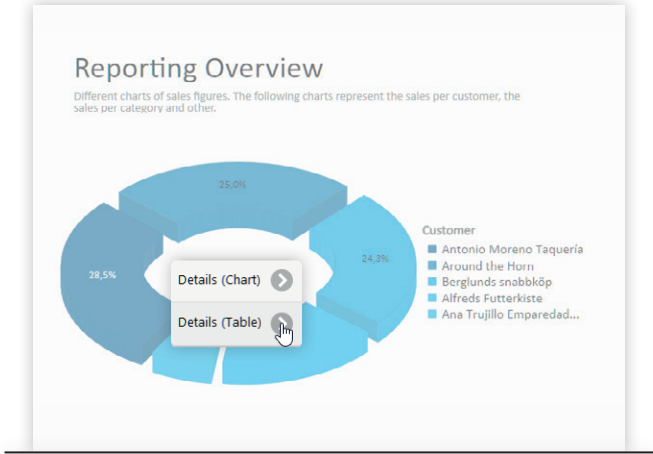 Reporting Overview
Different charts of sales figures. The following charts represent the sales per customer, the
sales per category and other.
25,0%
28,5%
24,3%
Details (Chart)
Details (Table)
Customer
Antonio Moreno Taquería
Around the Horn
Berglunds snabbköp
Alfreds Futterkiste
Ana Trujillo Emparedad...